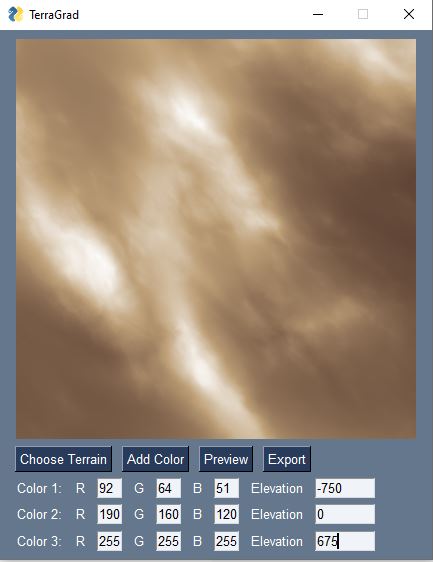 TerraGrad
Choose Terrain Add Color Preview Export
Color 1: R 92 G 64 B 51 Elevation -750
Color 2: R 190 G 160 B 120 Elevation 0
Color 3: R 255 G 255 B 255 Elevation 675